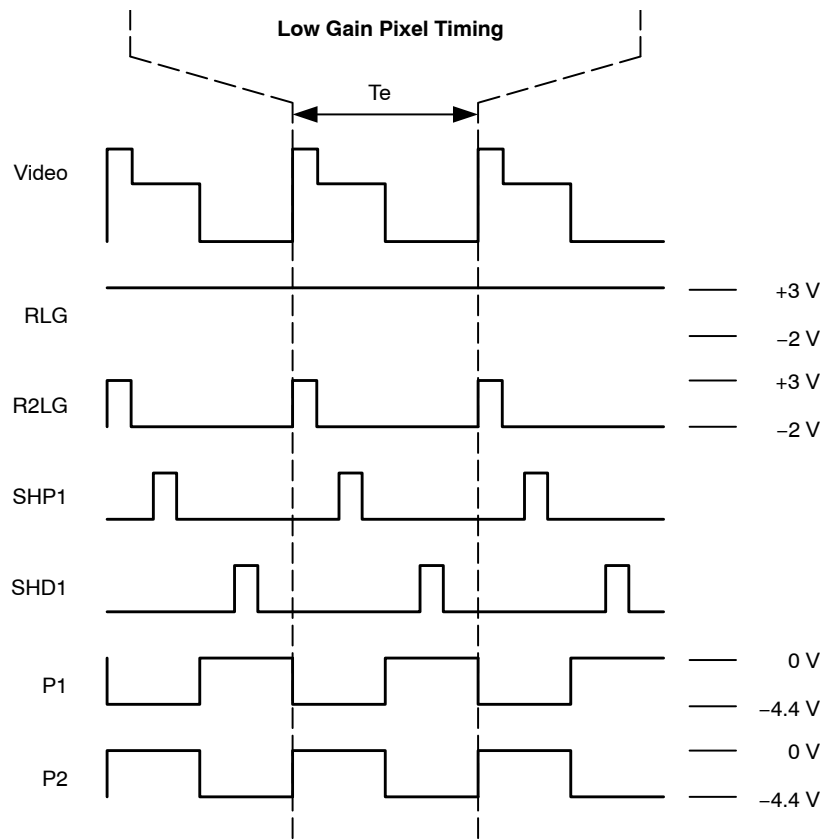 Low Gain Pixel Timing
Te
Video
RLG
+3 V
−2 V
R2LG
+3 V
−2 V
SHP1
SHD1
P1
0 V
−4.4 V
P2
0 V
−4.4 V